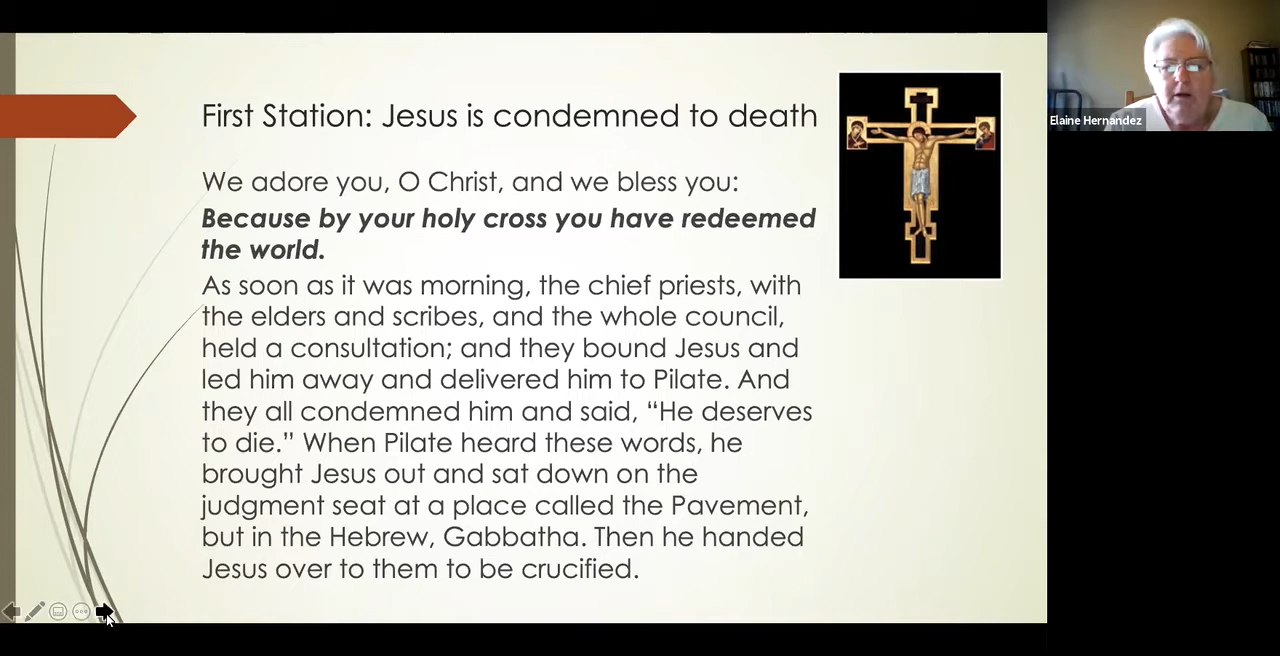 First Station: Jesus is condemned to death
We adore you, O Christ, and we bless you:
Because by your holy cross you have redeemed
the world.
As soon as it was morning, the chief priests, with
the elders and scribes, and the whole council,
held a consultation; and they bound Jesus and
led him away and delivered him to Pilate. And
they all condemned him and said, “He deserves
to die.” When Pilate heard these words, he
brought Jesus out and sat down on the
judgment seat at a place called the Pavement,
but in the Hebrew, Gabbatha. Then he handed
Jesus over to them to be crucified.
Elaine Hernandez